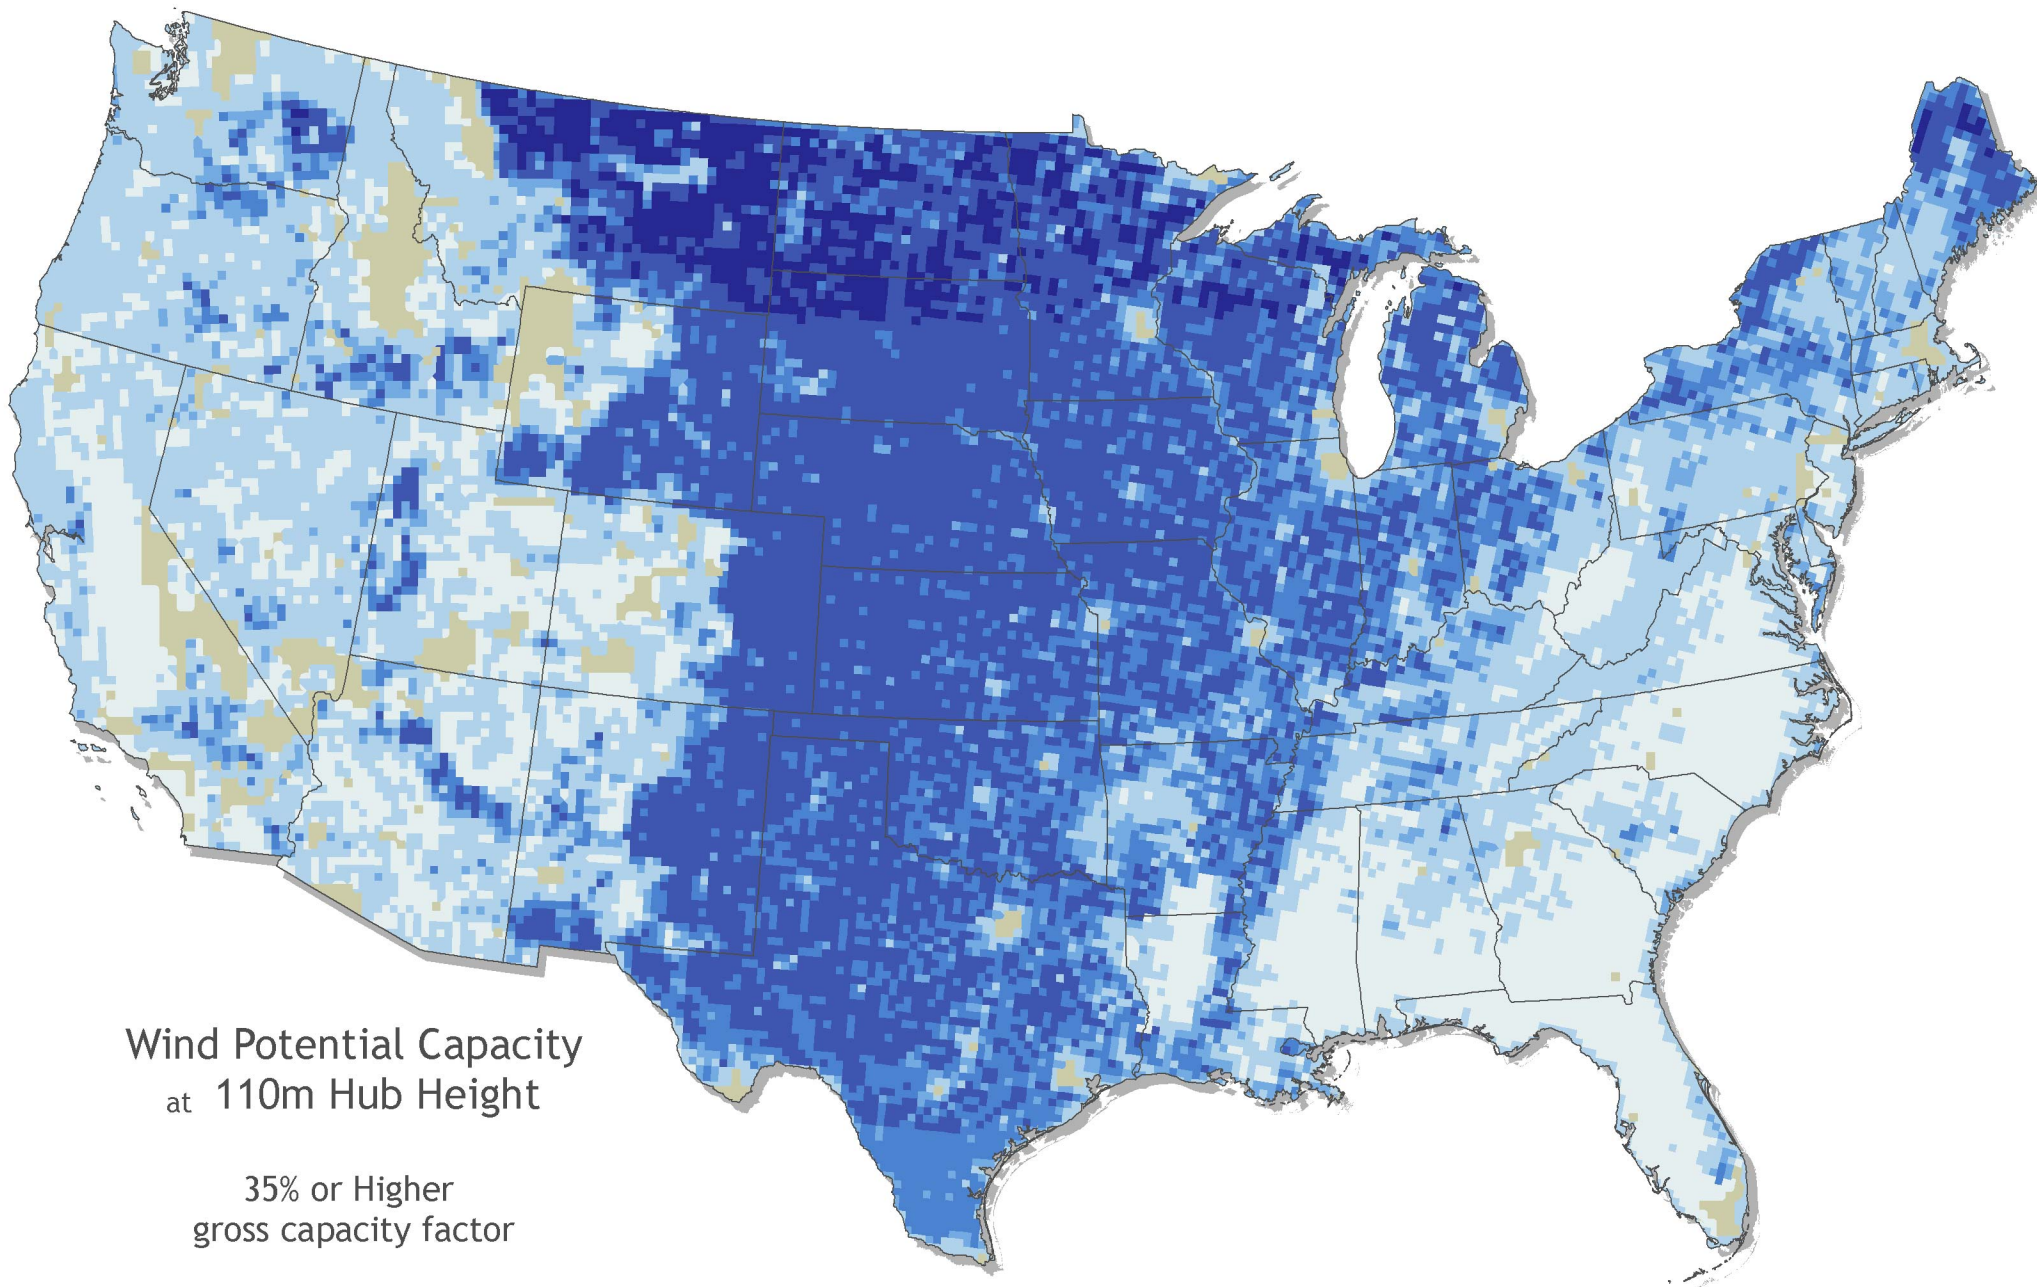 Wind Potential Capacity
at 110m Hub Height
35% or Higher
gross capacity factor